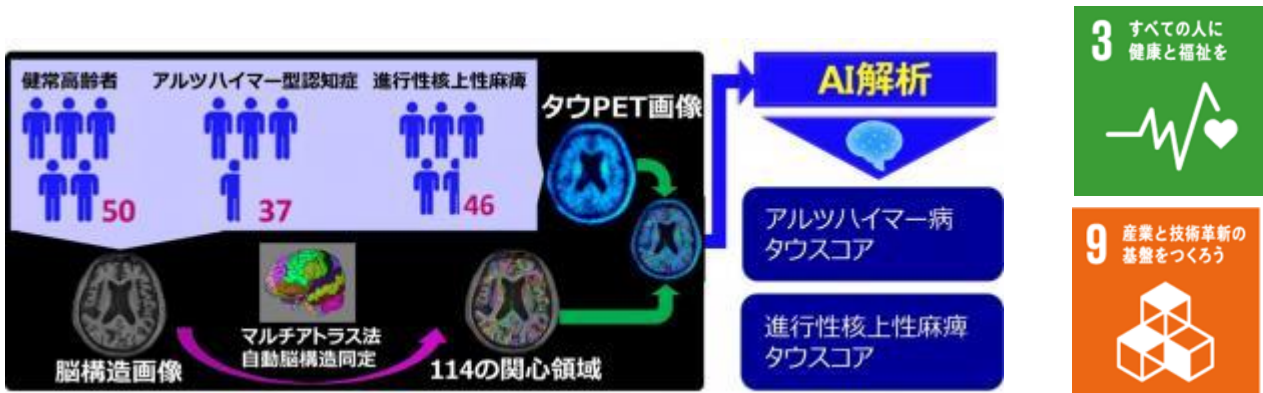 健常高齢者
アルツハイマー型認知症
進行性核上性麻痺
50
37
46
タウPET画像
マルチアトラス法
自動脳構造同定
脳構造画像
114の関心領域
AI解析
アルツハイマー病
タウスコア
進行性核上性麻痺
タウスコア
3
すべての人に
健康と福祉を
9
産業と技術革新の
基盤をつくろう